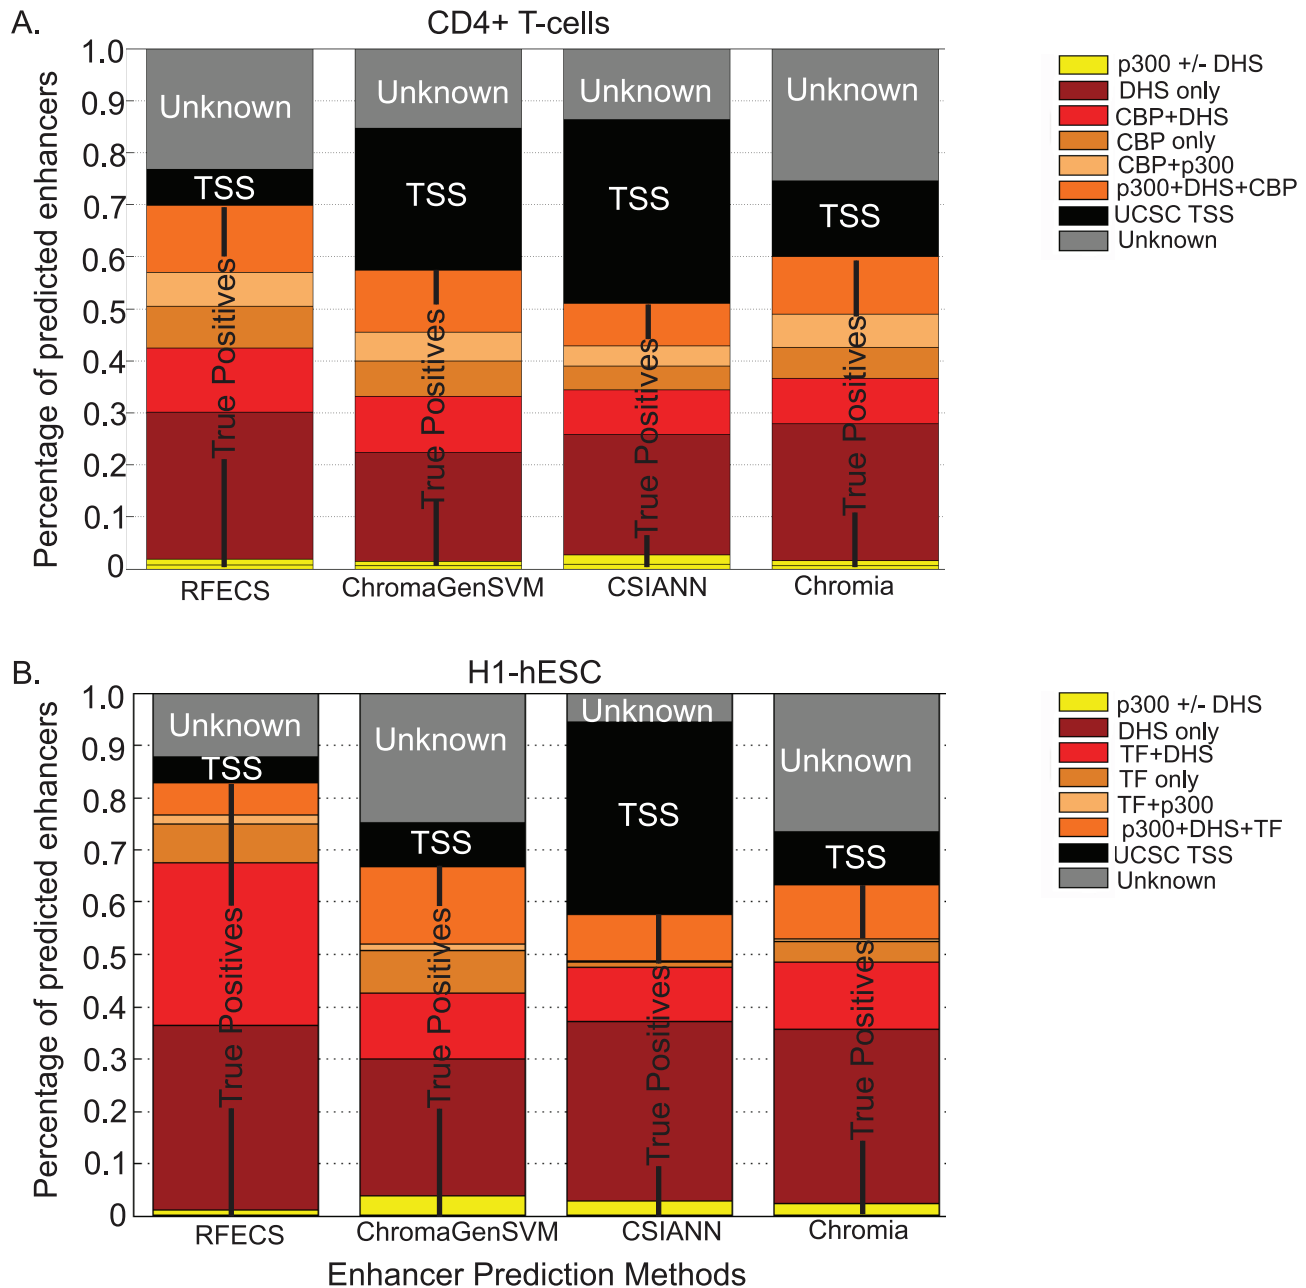 A.
CD4+ T-cells
Percentage of predicted enhancers
1.0
0.9
0.8
0.7
0.6
0.5
0.4
0.3
0.2
0.1
0
Unknown
TSS
True Positives
Unknown
TSS
True Positives
Unknown
TSS
True Positives
Unknown
TSS
True Positives
RFECS
ChromaGenSVM
CSIANN
Chromia
p300 +/- DHS
DHS only
CBP+DHS
CBP only
CBP+p300
p300+DHS+CBP
UCSC TSS
Unknown
B.
H1-hESC
Percentage of predicted enhancers
1.0
0.9
0.8
0.7
0.6
0.5
0.4
0.3
0.2
0.1
0
Unknown
TSS
True Positives
Unknown
TSS
True Positives
Unknown
TSS
True Positives
Unknown
TSS
True Positives
RFECS
ChromaGenSVM
CSIANN
Chromia
p300 +/- DHS
DHS only
TF+DHS
TF only
TF+p300
p300+DHS+TF
UCSC TSS
Unknown
Enhancer Prediction Methods